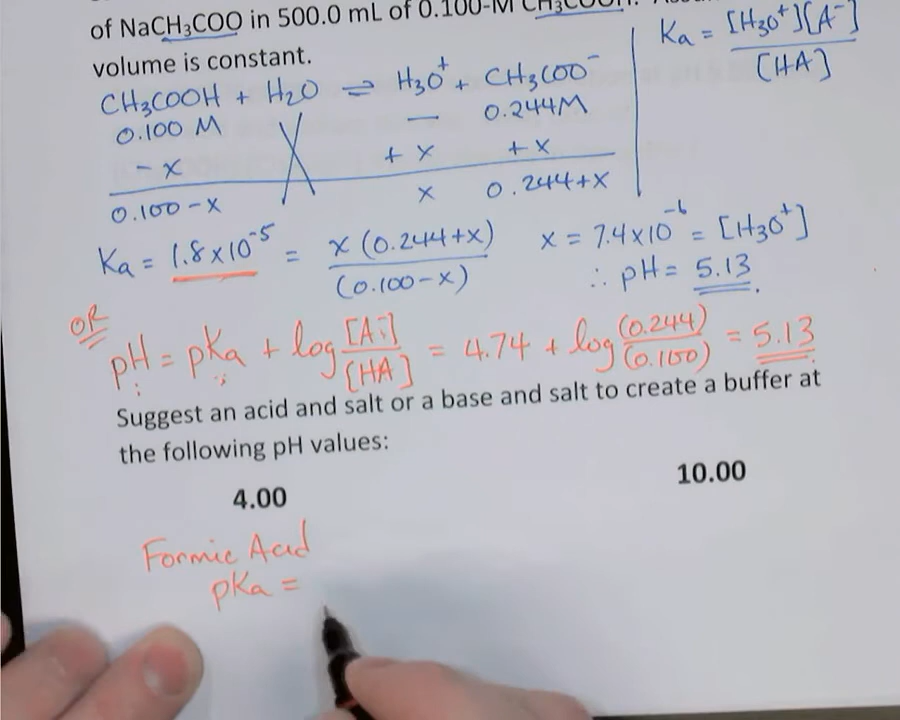 of NaCH₃COO in 500.0 mL of 0.100-M CH₃COOH.
volume is constant.
Ka = [H₃O⁺][A⁻] / [HA]
CH₃COOH + H₂O ⇌ H₃O⁺ + CH₃COO⁻
0.100 M — 0.244M
- x + x + x
0.100-x x 0.244+x
Ka = 1.8x10⁻⁵ = x(0.244+x) / (0.100-x)
x = 7.4x10⁻⁶ = [H₃O⁺]
∴ pH = 5.13.
OR
pH = pKa + log [A⁻] / [HA] = 4.74 + log (0.244) / (0.100) = 5.13
Suggest an acid and salt or a base and salt to create a buffer at
the following pH values:
4.00 10.00
Formic Acid
pKa =